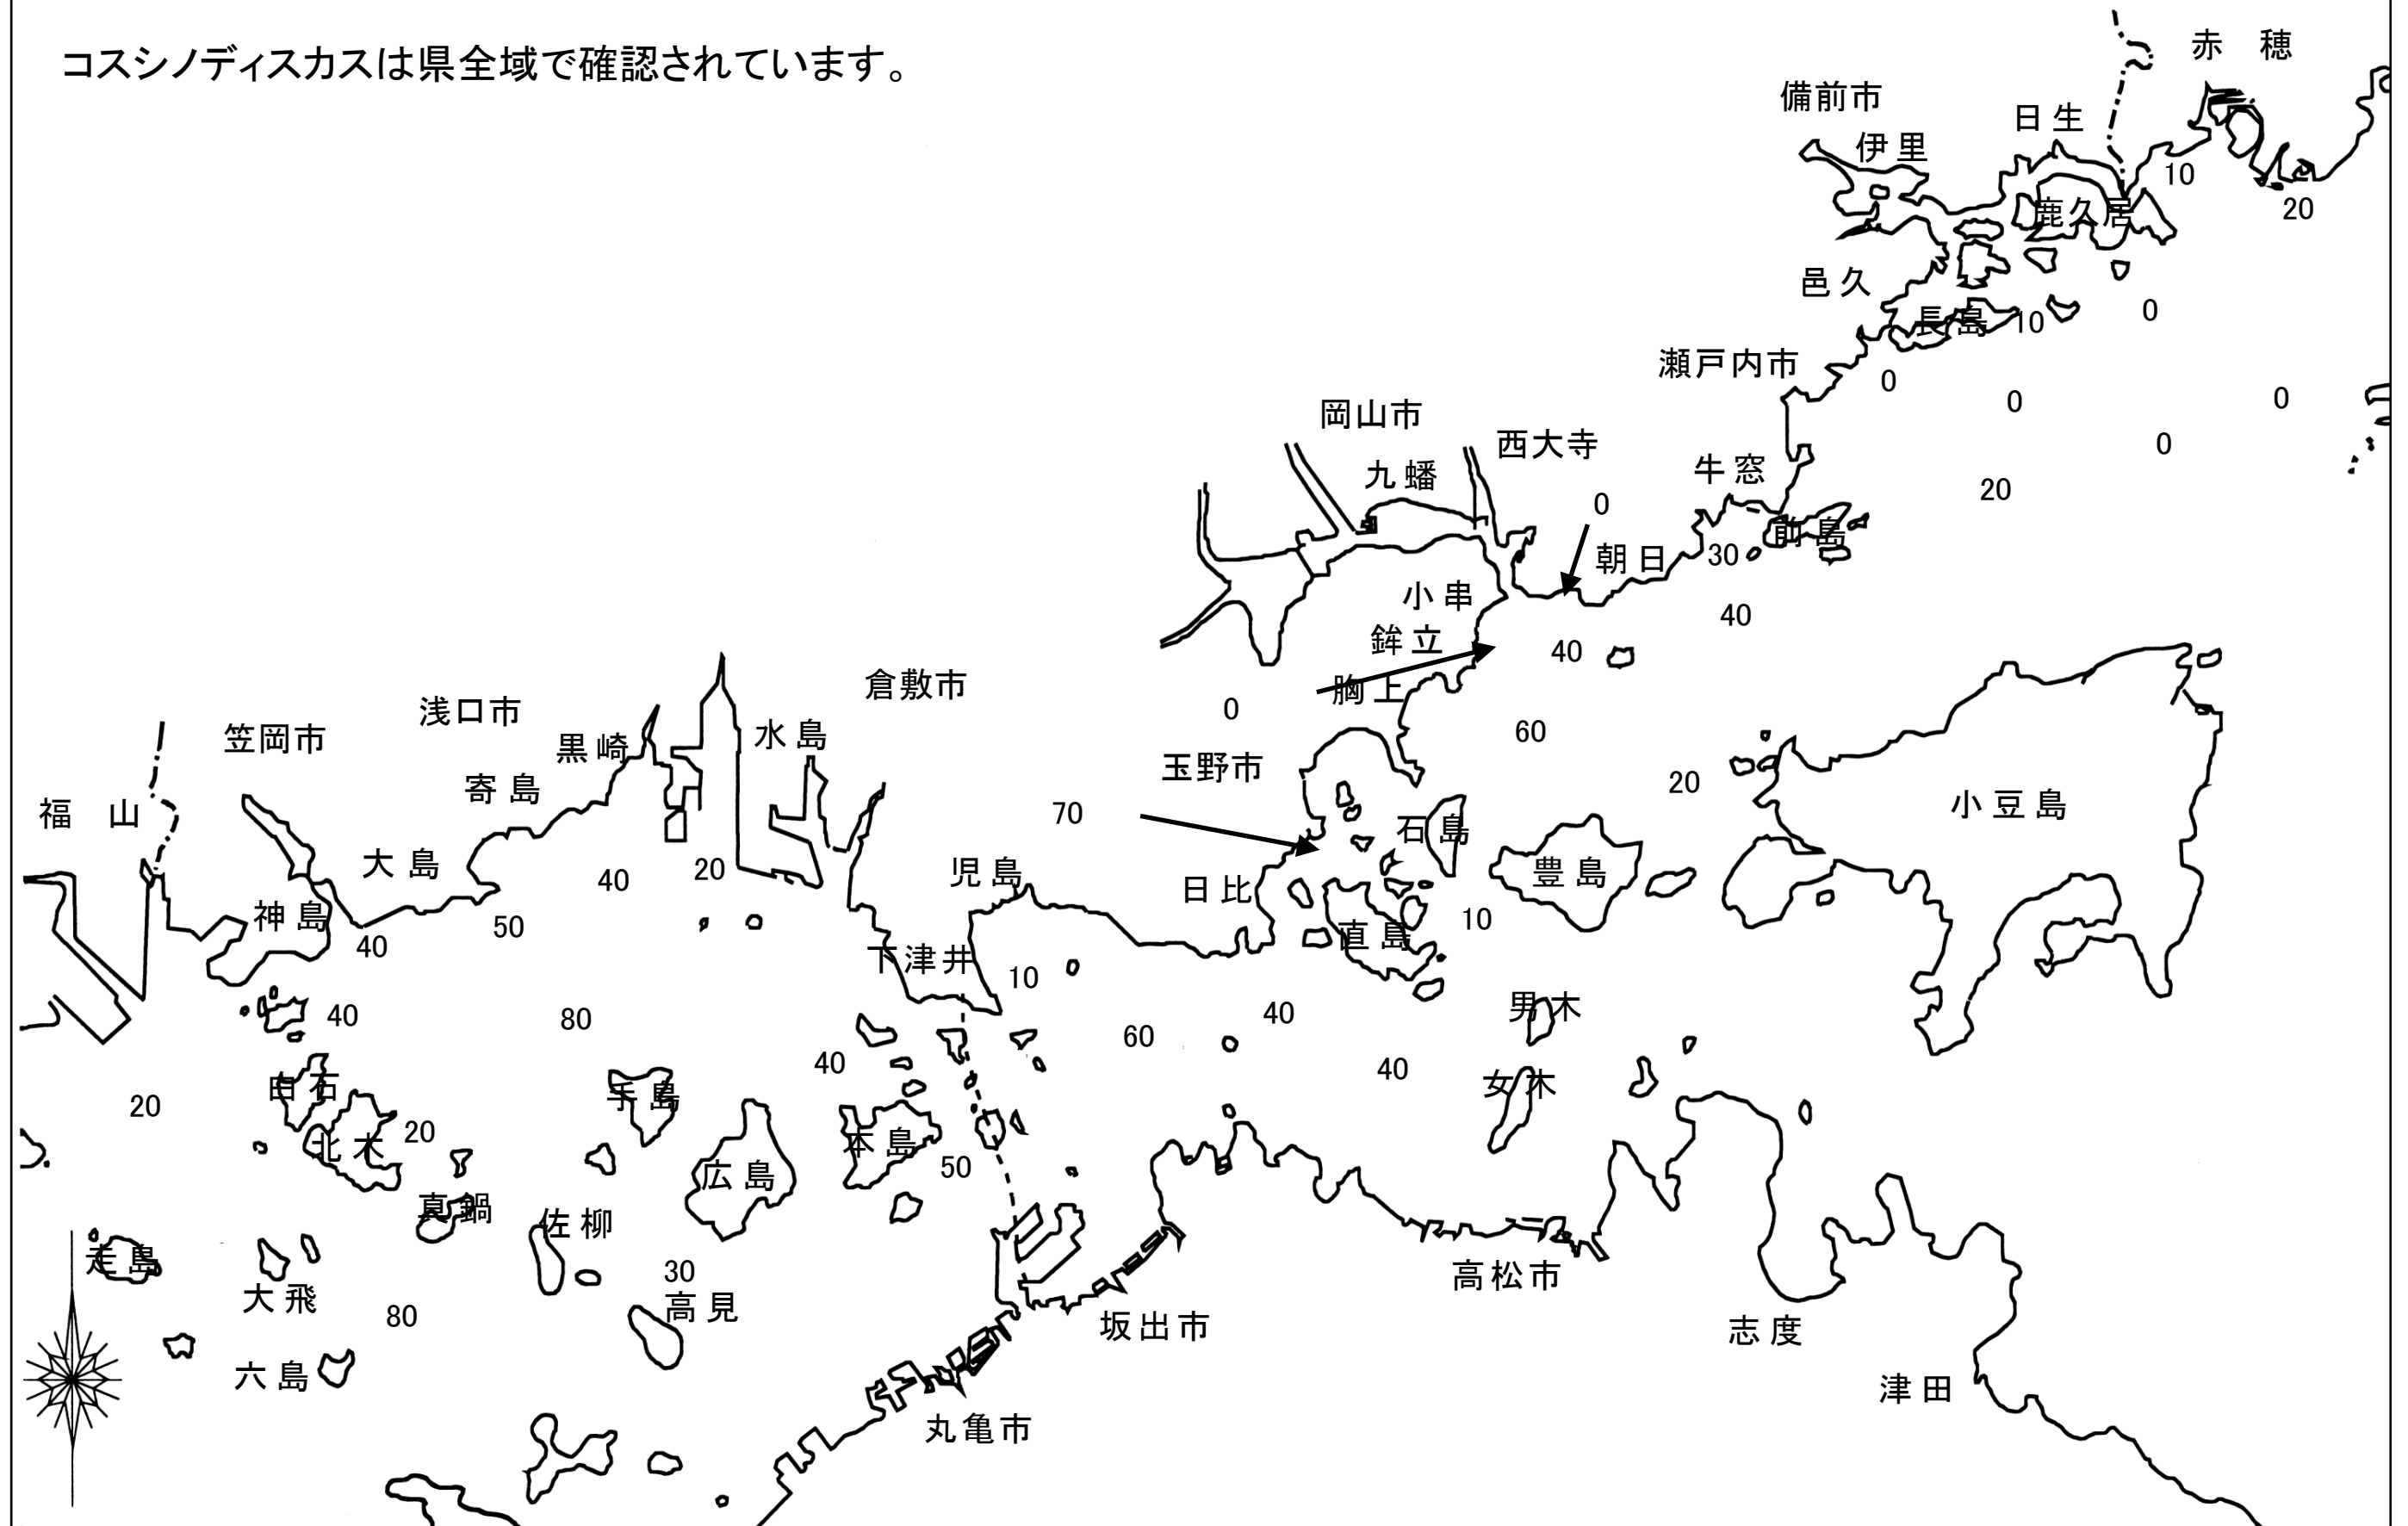 コスシノディスカスは県全域で確認されています。
赤 穂
備前市
日生
伊里
10
20
鹿久居
邑久
0
長島
10
瀬戸内市
0
0
0
岡山市
西大寺
0
九蟠
牛窓
20
0
前島
朝日
30
小串
40
鉾立
40
胸上
倉敷市
0
浅口市
60
笠岡市
黒崎
水島
玉野市
20
寄島
福 山
70
小豆島
石島
大島
40
20
児島
豊島
日比
神島
50
10
40
直島
下津井
10
男木
40
80
40
60
40
40
白石
手島
女木
20
20
北木
本島
50
広島
真鍋
佐柳
走島
30
高松市
大飛
高見
80
坂出市
志度
六島
津田
丸亀市